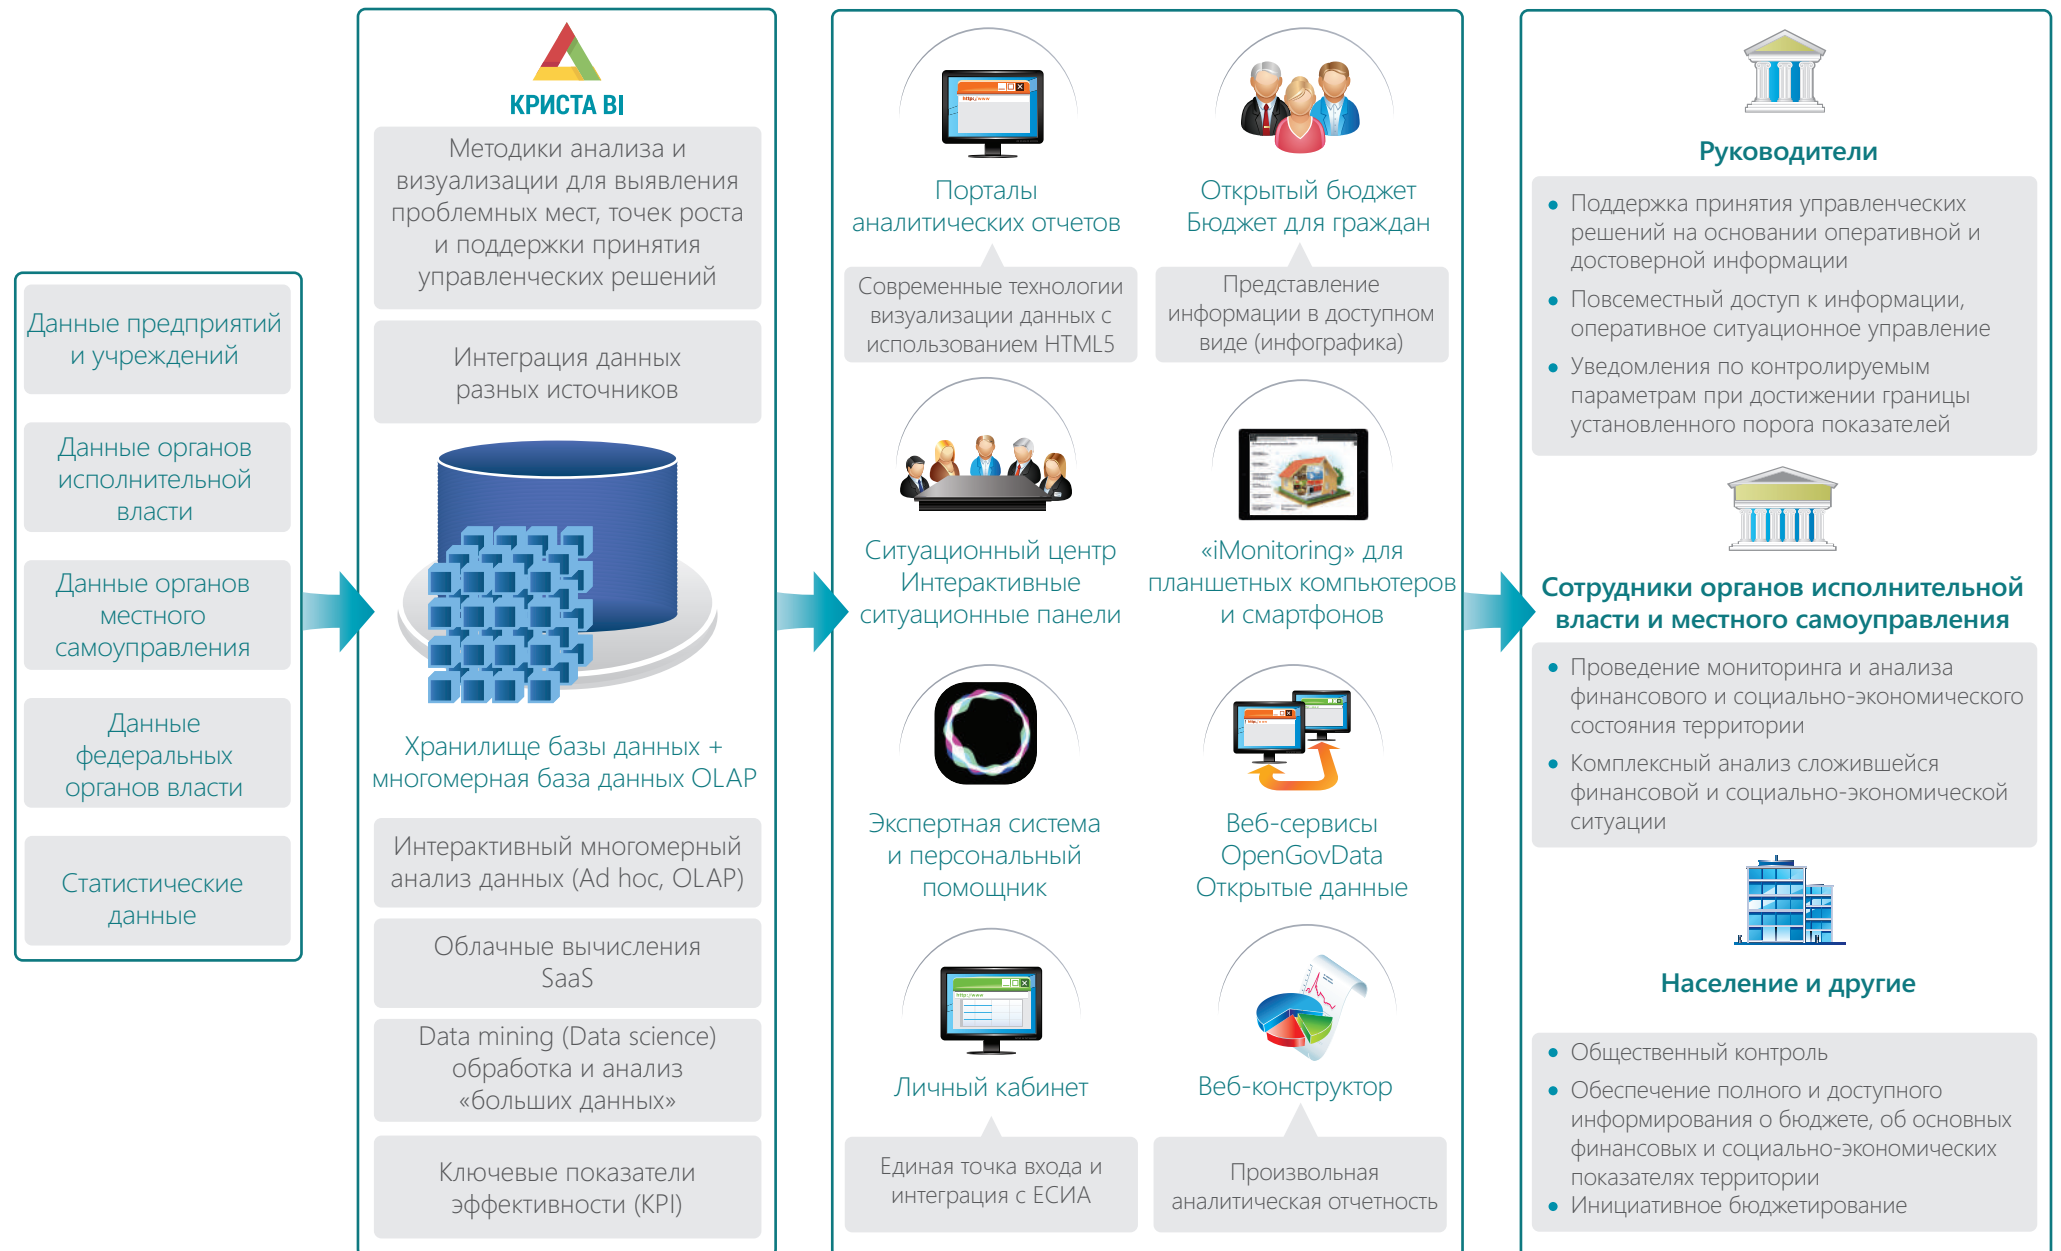 Данные предприятий
и учреждений
Данные органов
исполнительной
власти
Данные органов
местного
самоуправления
Данные
федеральных
органов власти
Статистические
данные
КРИСТА BI
Методики анализа и
визуализации для выявления
проблемных мест, точек роста
и поддержки принятия
управленческих решений
Интеграция данных
разных источников
Хранилище базы данных +
многомерная база данных OLAP
Интерактивный многомерный
анализ данных (Ad hoc, OLAP)
Облачные вычисления
SaaS
Data mining (Data science)
обработка и анализ
«больших данных»
Ключевые показатели
эффективности (KPI)
http://www
Порталы
аналитических отчетов
Современные технологии
визуализации данных с
использованием HTML5
Открытый бюджет
Бюджет для граждан
Представление
информации в доступном
виде (инфографика)
Ситуационный центр
Интерактивные
ситуационные панели
«iMonitoring» для
планшетных компьютеров
и смартфонов
Экспертная система
и персональный
помощник
Веб-сервисы
OpenGovData
Открытые данные
http://www
Личный кабинет
Единая точка входа и
интеграция с ЕСИА
Веб-конструктор
Произвольная
аналитическая отчетность
Руководители
• Поддержка принятия управленческих
решений на основании оперативной и
достоверной информации
• Повсеместный доступ к информации,
оперативное ситуационное управление
• Уведомления по контролируемым
параметрам при достижении границы
установленного порога показателей
Сотрудники органов исполнительной
власти и местного самоуправления
• Проведение мониторинга и анализа
финансового и социально-экономического
состояния территории
• Комплексный анализ сложившейся
финансовой и социально-экономической
ситуации
К Н
Население и другие
• Общественный контроль
• Обеспечение полного и доступного
информирования о бюджете, об основных
финансовых и социально-экономических
показателях территории
• Инициативное бюджетирование